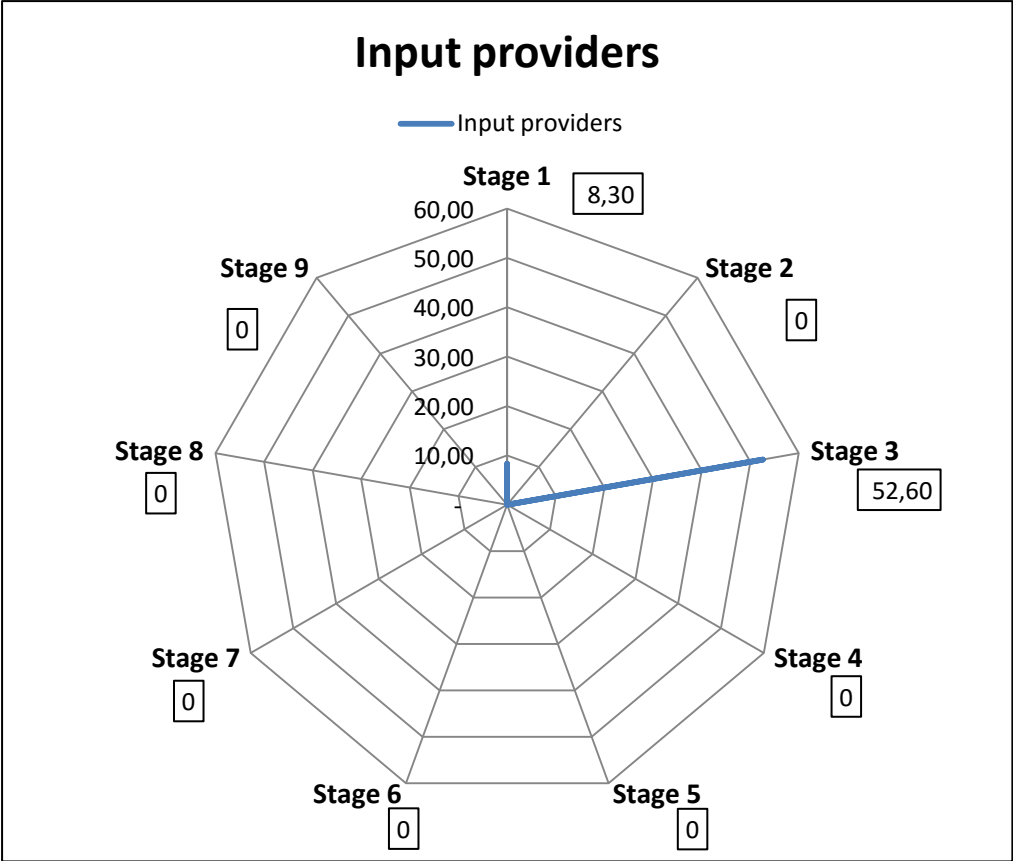 Input providers
Input providers
Stage 1
8,30
60,00
50,00
40,00
30,00
20,00
10,00
-
Stage 2
0
Stage 3
52,60
Stage 4
0
Stage 5
0
Stage 6
0
Stage 7
0
Stage 8
0
Stage 9
0